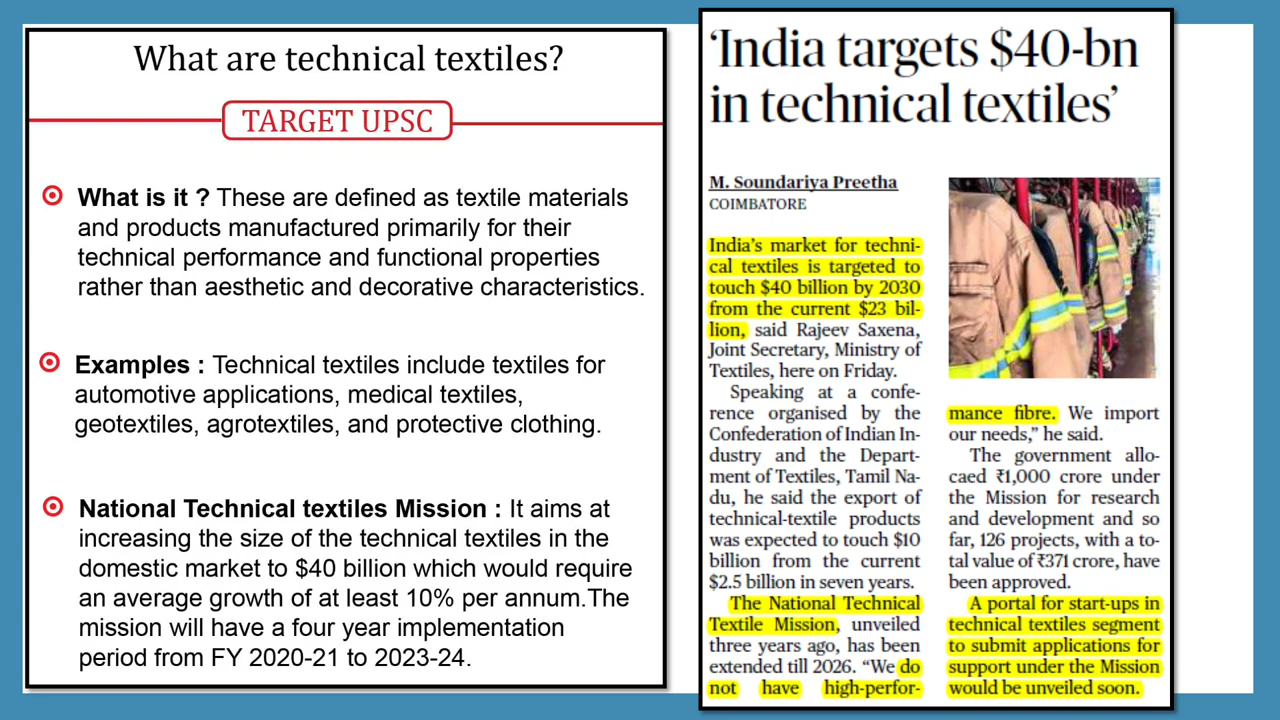 What are technical textiles?
TARGET UPSC
What is it ? These are defined as textile materials
and products manufactured primarily for their
technical performance and functional properties
rather than aesthetic and decorative characteristics.
Examples : Technical textiles include textiles for
automotive applications, medical textiles,
geotextiles, agrotextiles, and protective clothing.
National Technical textiles Mission : It aims at
increasing the size of the technical textiles in the
domestic market to $40 billion which would require
an average growth of at least 10% per annum.The
mission will have a four year implementation
period from FY 2020-21 to 2023-24.
‘India targets $40-bn
in technical textiles’
M. Soundariya Preetha
COIMBATORE
India's market for techni-
cal textiles is targeted to
touch $40 billion by 2030
from the current $23 bil-
lion, said Rajeev Saxena,
Joint Secretary, Ministry of
Textiles, here on Friday.
Speaking at a confe-
rence organised by the
Confederation of Indian In-
dustry and the Depart-
ment of Textiles, Tamil Na-
du, he said the export of
technical-textile products
was expected to touch $10
billion from the current
$2.5 billion in seven years.
The National Technical
Textile Mission, unveiled
three years ago, has been
extended till 2026. “We do
not have high-perfor-
mance fibre. We import
our needs,” he said.
The government allo-
caed ₹1,000 crore under
the Mission for research
and development and so
far, 126 projects, with a to-
tal value of ₹371 crore, have
been approved.
A portal for start-ups in
technical textiles segment
to submit applications for
support under the Mission
would be unveiled soon.